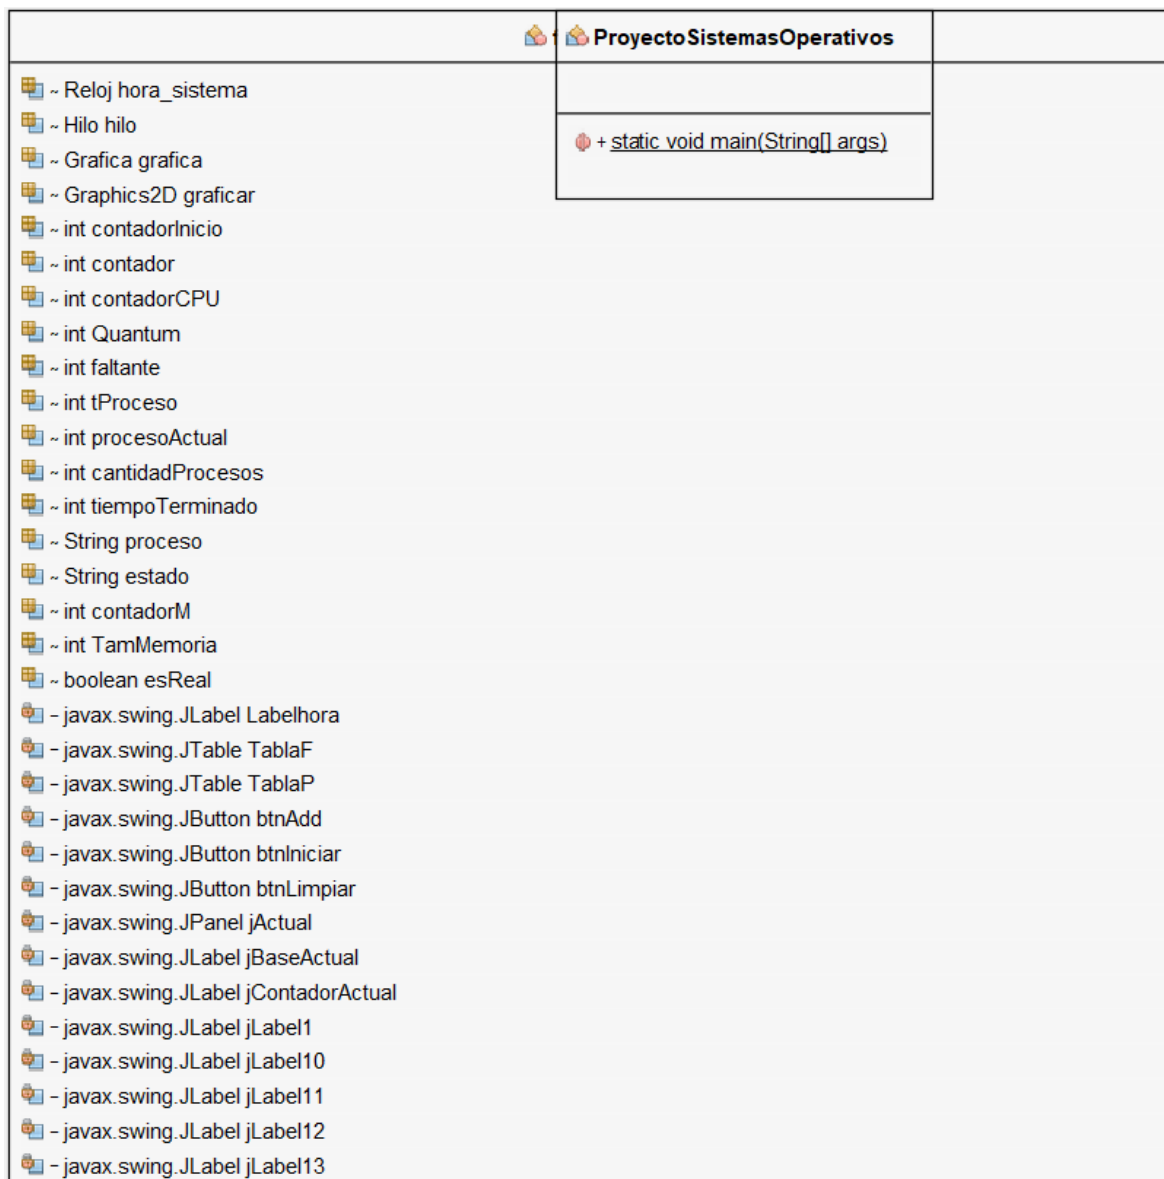 ProyectoSistemasOperativos
+ static void main(String[] args)
~ Reloj hora_sistema
~ Hilo hilo
~ Grafica grafica
~ Graphics2D graficar
~ int contadorInicio
~ int contador
~ int contadorCPU
~ int Quantum
~ int faltante
~ int tProceso
~ int procesoActual
~ int cantidadProcesos
~ int tiempoTerminado
~ String proceso
~ String estado
~ int contadorM
~ int TamMemoria
~ boolean esReal
- javax.swing.JLabel Labelhora
- javax.swing.JTable TablaF
- javax.swing.JTable TablaP
- javax.swing.JButton btnAdd
- javax.swing.JButton btnIniciar
- javax.swing.JButton btnLimpiar
- javax.swing.JPanel jActual
- javax.swing.JLabel jBaseActual
- javax.swing.JLabel jContadorActual
- javax.swing.JLabel jLabel1
- javax.swing.JLabel jLabel10
- javax.swing.JLabel jLabel11
- javax.swing.JLabel jLabel12
- javax.swing.JLabel jLabel13